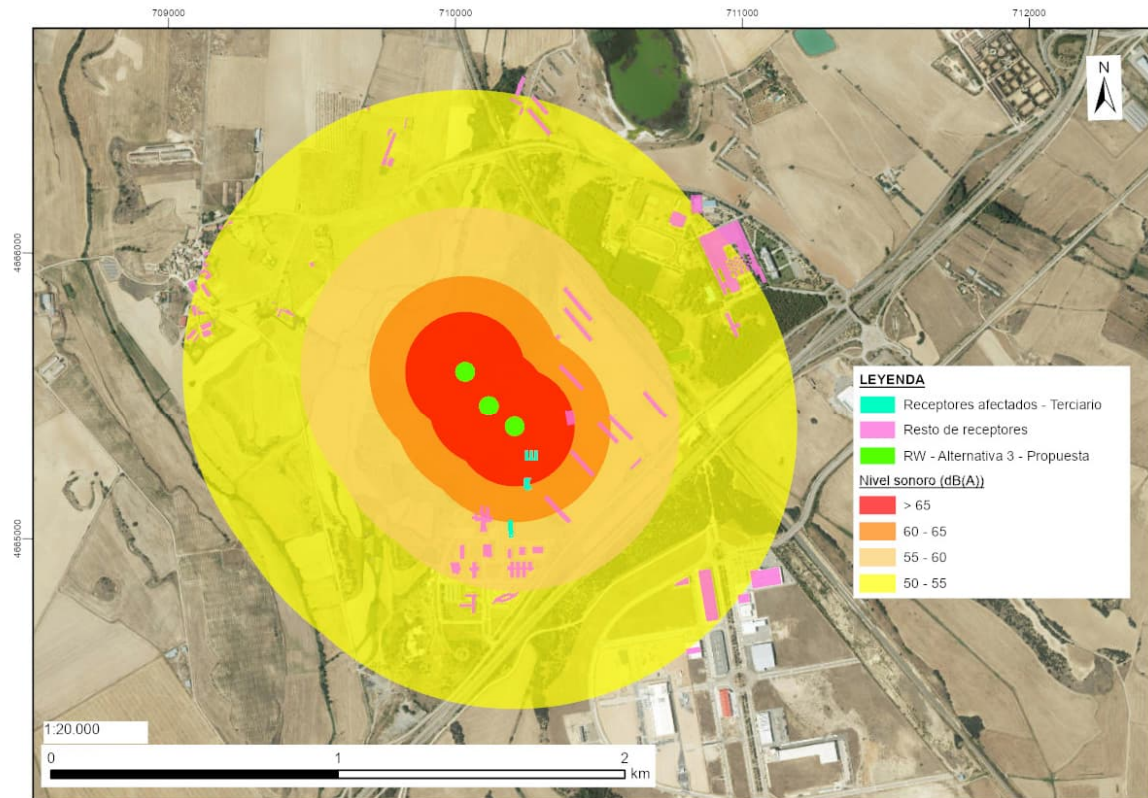 709000 710000 711000 712000
N
4666000
4665000
LEYENDA
Receptores afectados - Terciario
Resto de receptores
RW - Alternativa 3 - Propuesta
Nivel sonoro (dB(A))
> 65
60 - 65
55 - 60
50 - 55
1:20.000
0 1 2
km